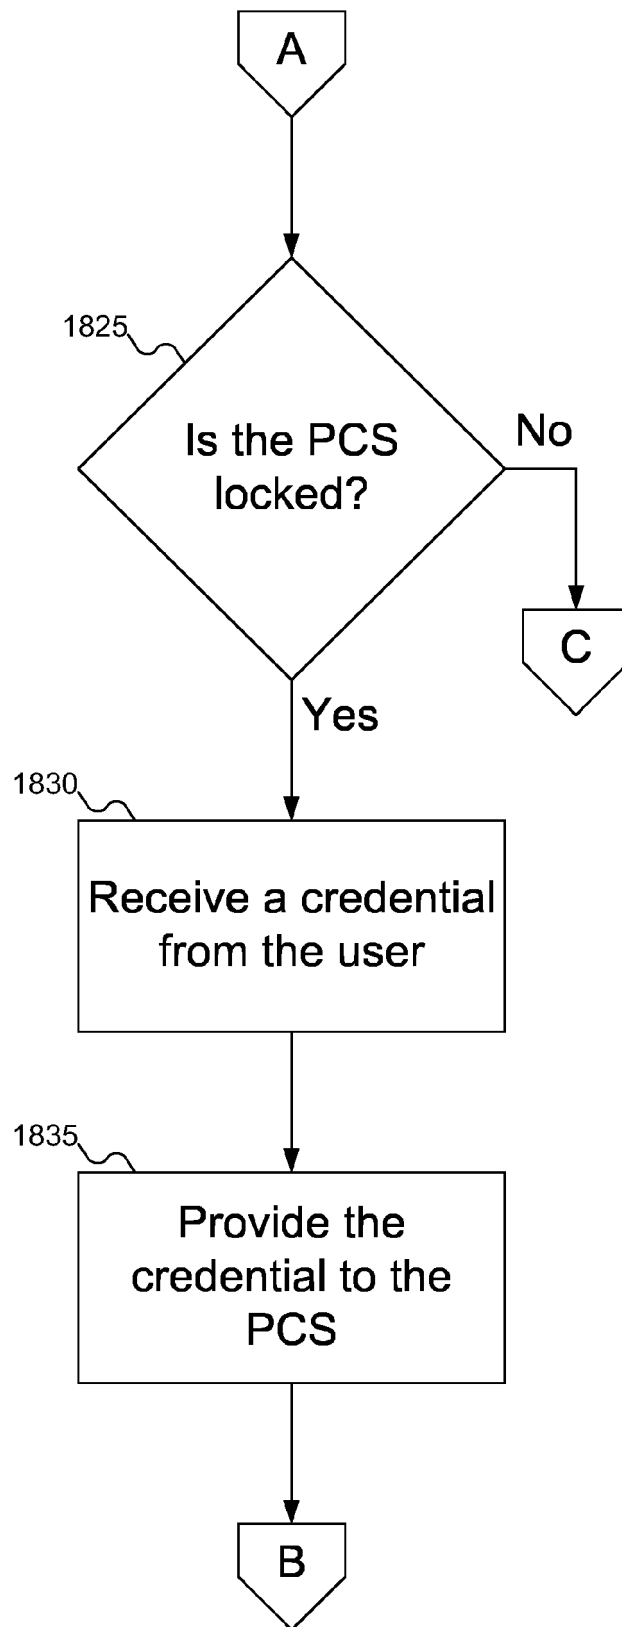 A
1825
Is the PCS
locked?
No
C
Yes
1830
Receive a credential
from the user
1835
Provide the
credential to the
PCS
B